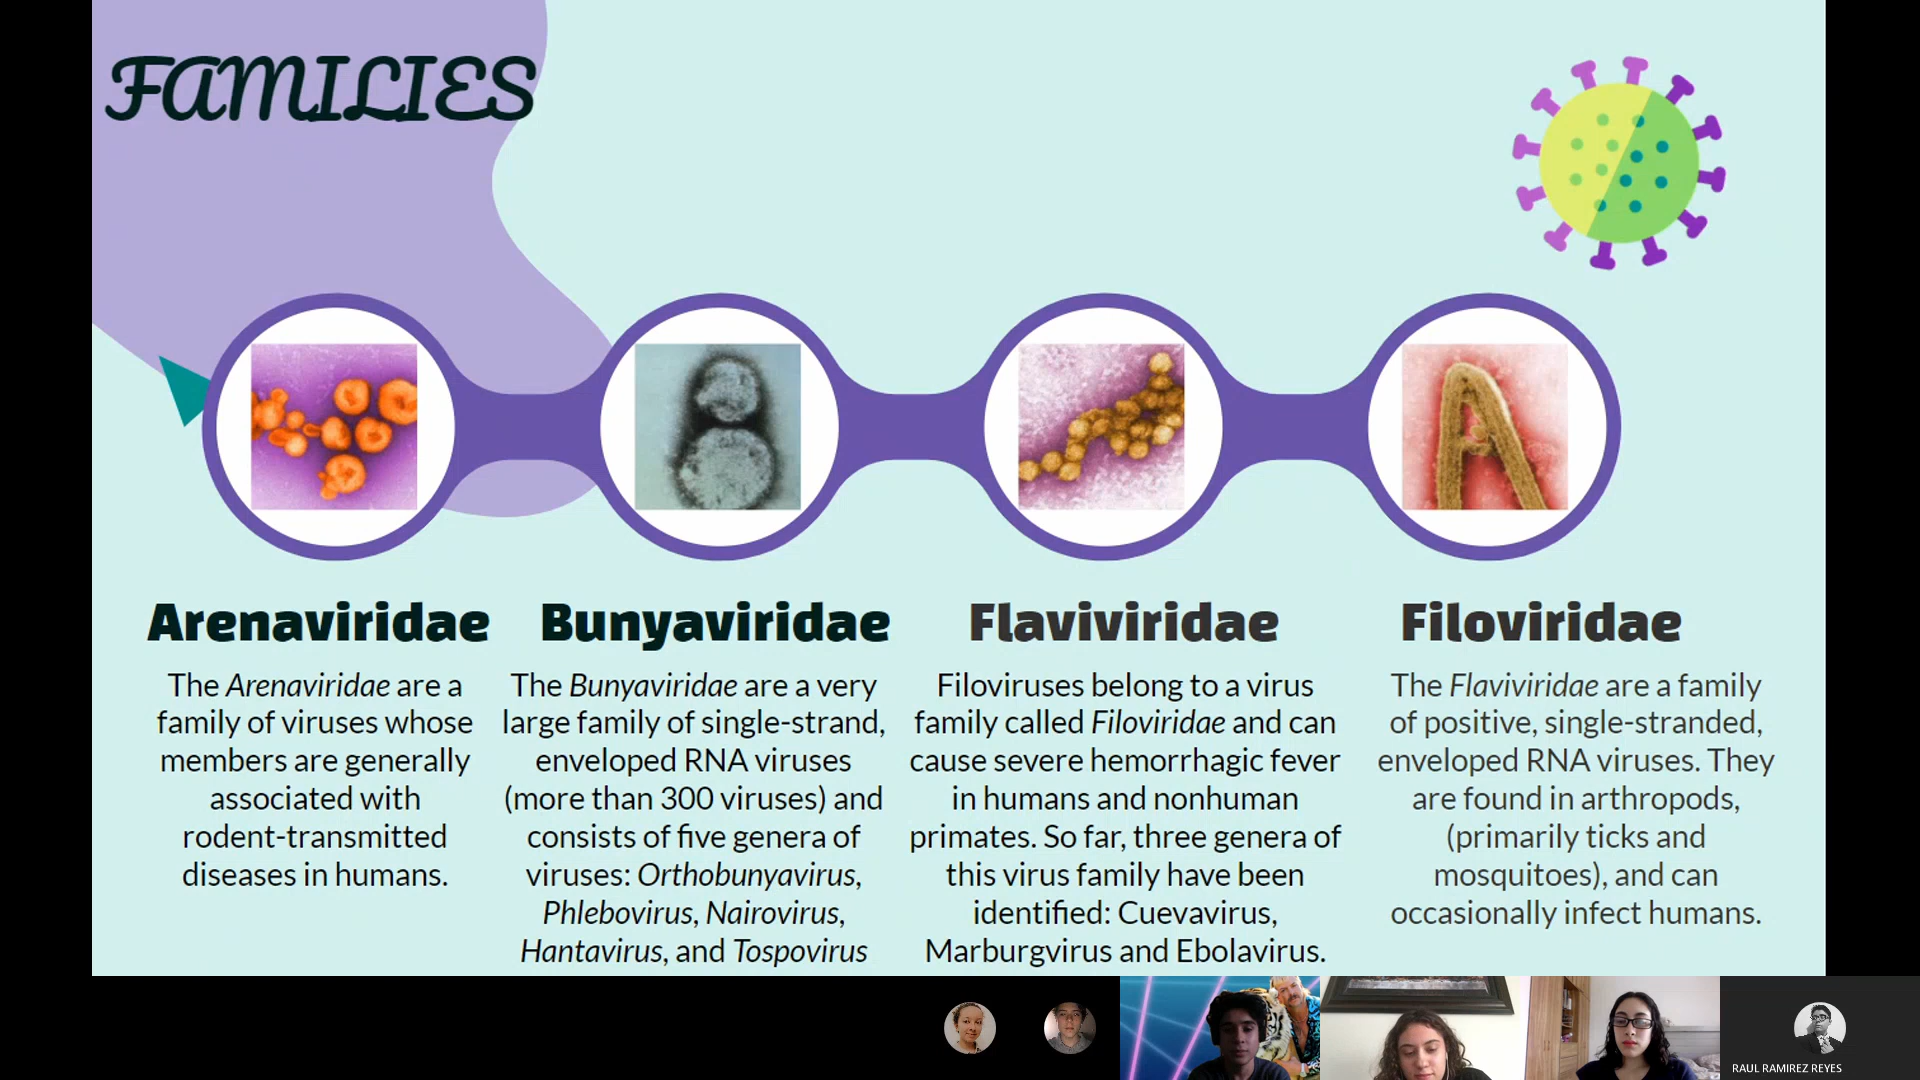 FAMILIES
Arenaviridae
The Arenaviridae are a
family of viruses whose
members are generally
associated with
rodent-transmitted
diseases in humans.
Bunyaviridae
The Bunyaviridae are a very
large family of single-strand,
enveloped RNA viruses
(more than 300 viruses) and
consists of five genera of
viruses: Orthobunyavirus,
Phlebovirus, Nairovirus,
Hantavirus, and Tospovirus
Flaviviridae
Filoviruses belong to a virus
family called Filoviridae and can
cause severe hemorrhagic fever
in humans and nonhuman
primates. So far, three genera of
this virus family have been
identified: Cuevavirus,
Marburgvirus and Ebolavirus.
Filoviridae
The Flaviviridae are a family
of positive, single-stranded,
enveloped RNA viruses. They
are found in arthropods,
(primarily ticks and
mosquitoes), and can
occasionally infect humans.
RAUL RAMIREZ REYES